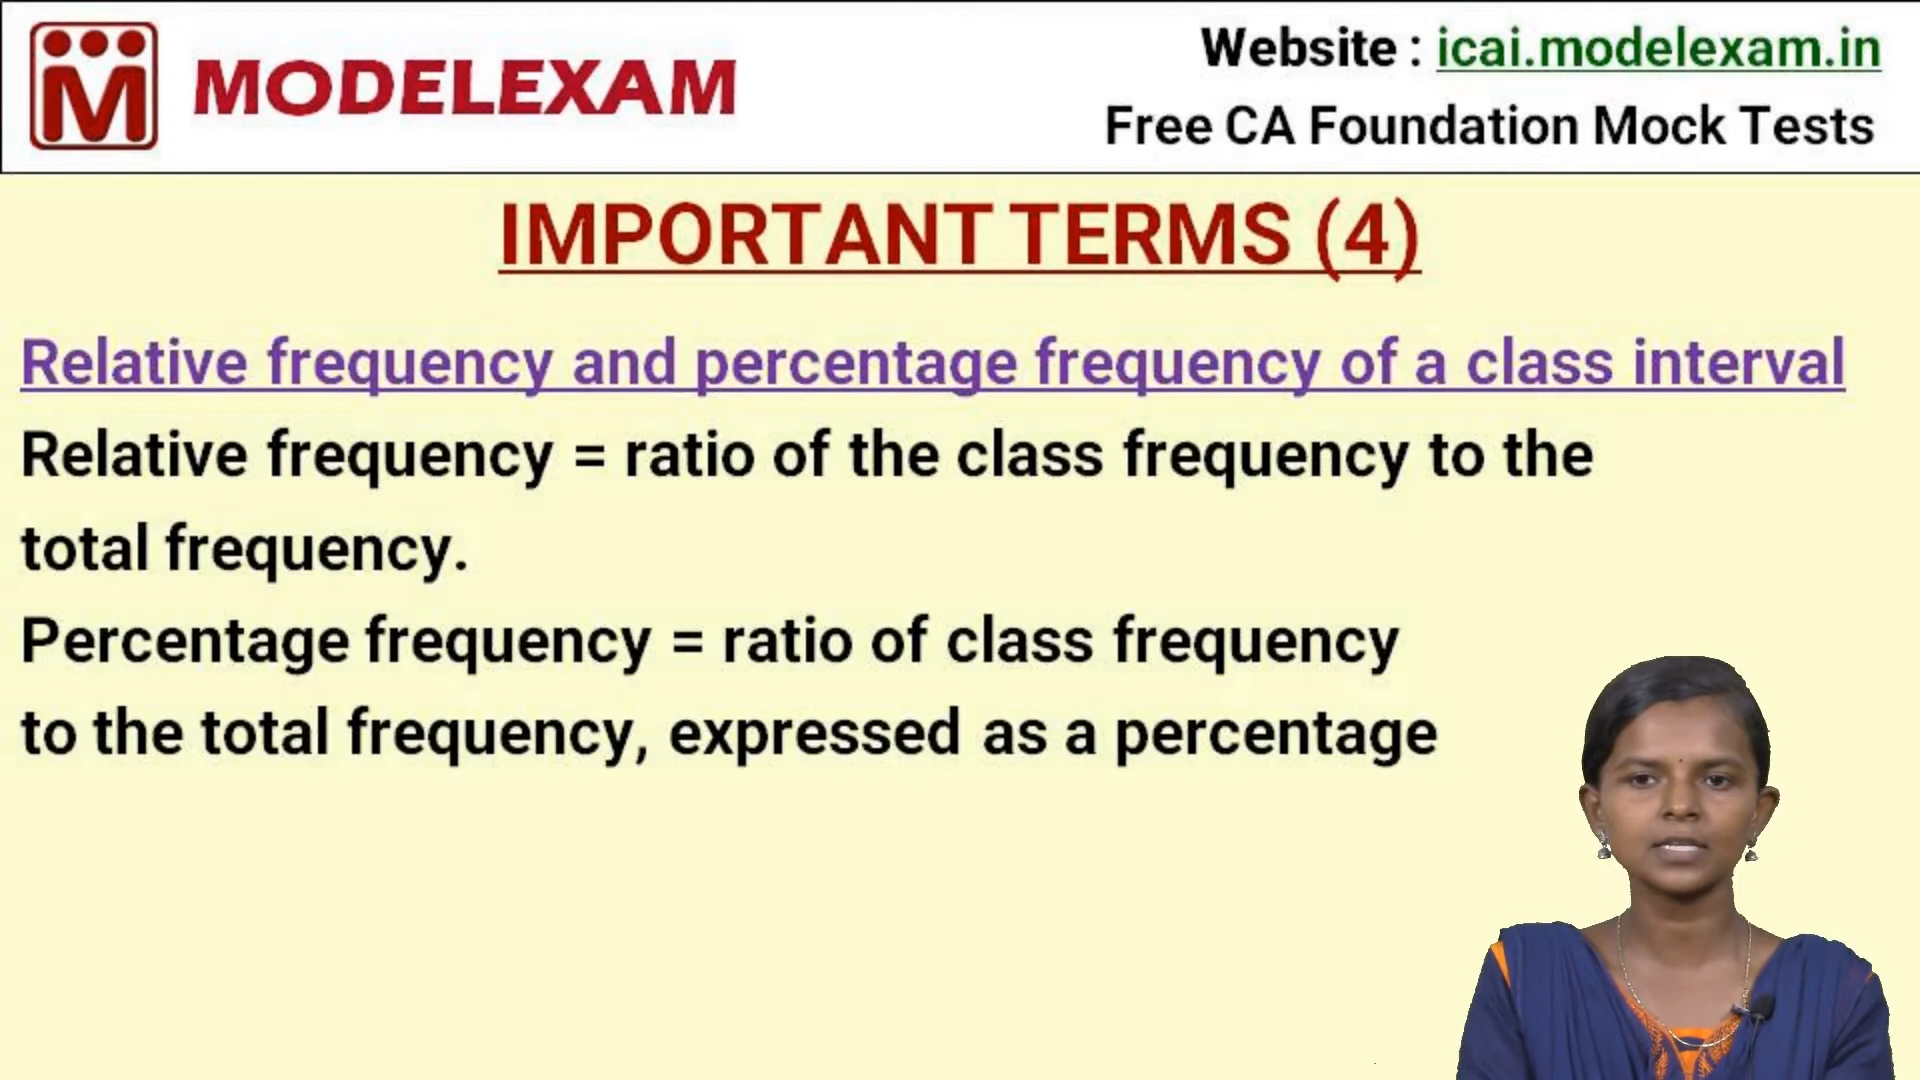 MODELEXAM
Website : icai.modelexam.in
Free CA Foundation Mock Tests
IMPORTANT TERMS (4)
Relative frequency and percentage frequency of a class interval
Relative frequency = ratio of the class frequency to the
total frequency.
Percentage frequency = ratio of class frequency
to the total frequency, expressed as a percentage